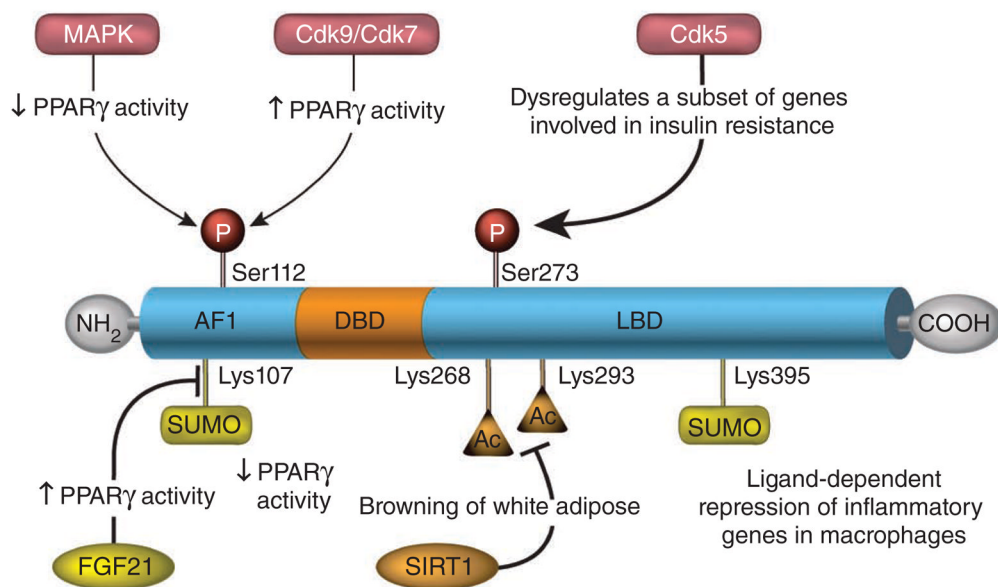 MAPK
Cdk9/Cdk7
Cdk5
↓ PPARγ activity
↑ PPARγ activity
Dysregulates a subset of genes
involved in insulin resistance
P
P
Ser112
Ser273
NH2
AF1
DBD
LBD
COOH
Lys107
Lys268
Lys293
Lys395
SUMO
Ac
Ac
SUMO
↑ PPARγ activity
↓ PPARγ
activity
Browning of white adipose
Ligand-dependent
repression of inflammatory
genes in macrophages
FGF21
SIRT1